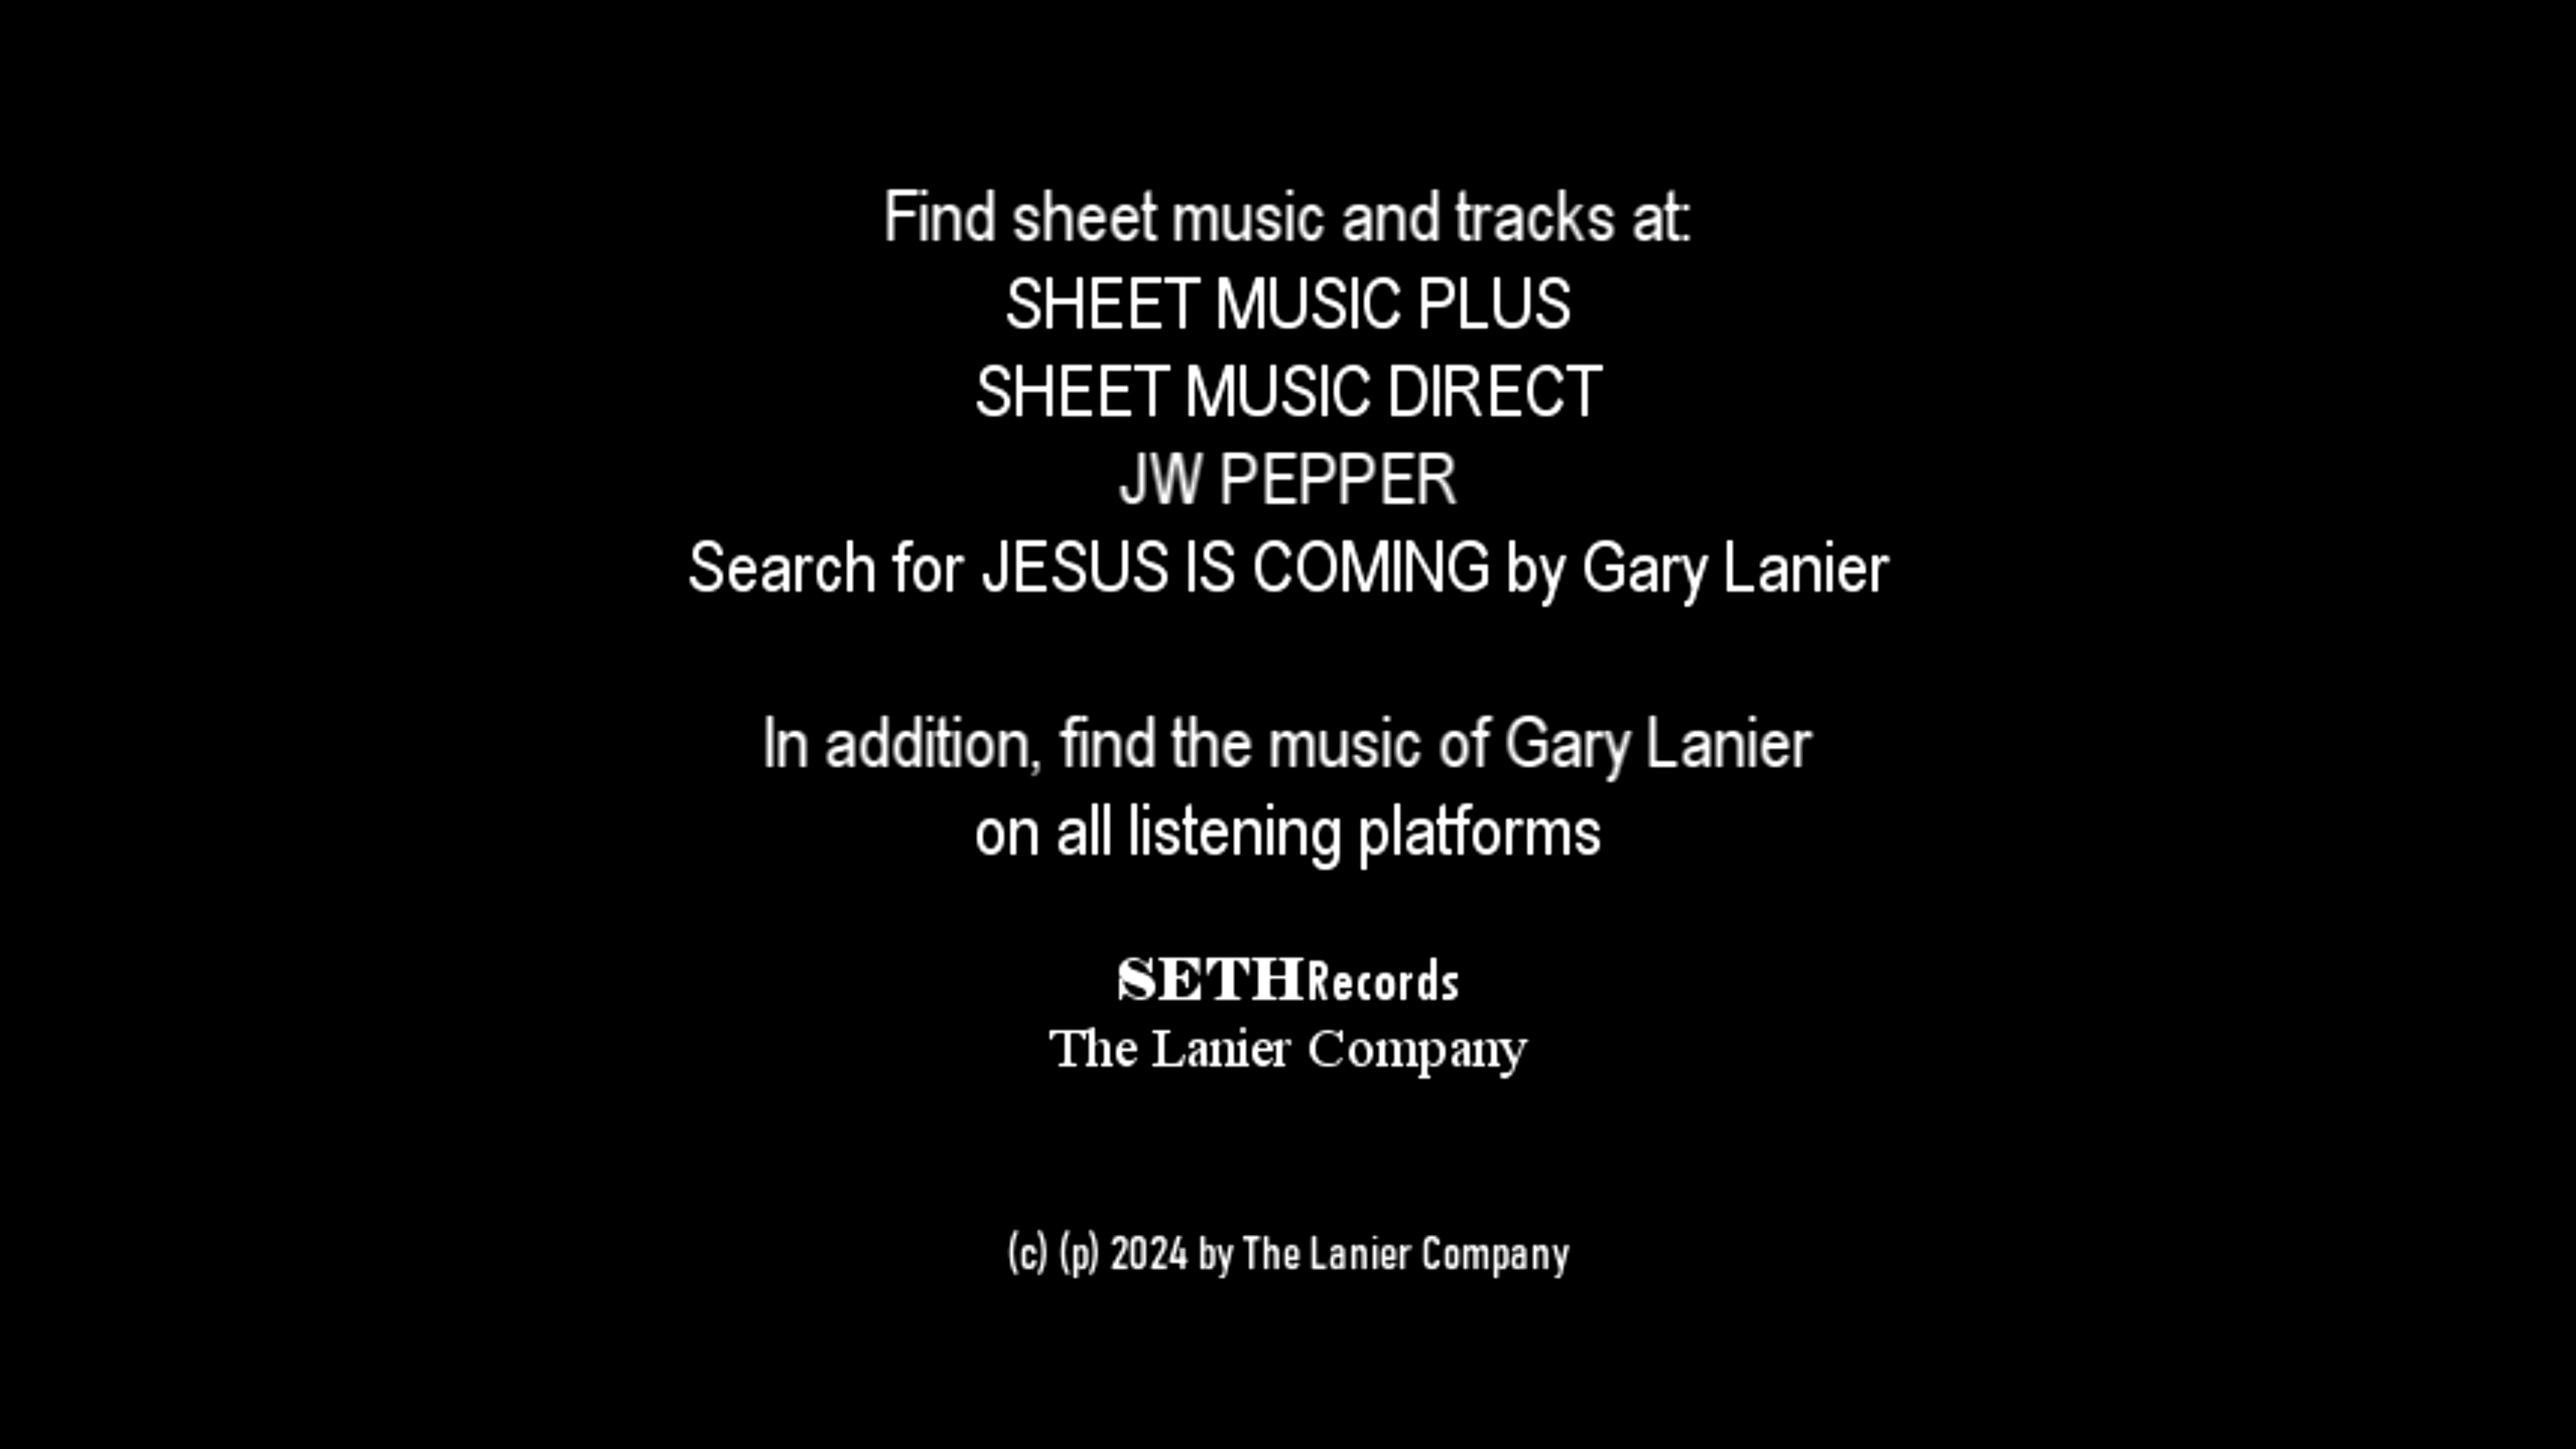 Find sheet music and tracks at:
SHEET MUSIC PLUS
SHEET MUSIC DIRECT
JW PEPPER
Search for JESUS IS COMING by Gary Lanier
In addition, find the music of Gary Lanier
on all listening platforms
SETHRecords
The Lanier Company
(c) (p) 2024 by The Lanier Company